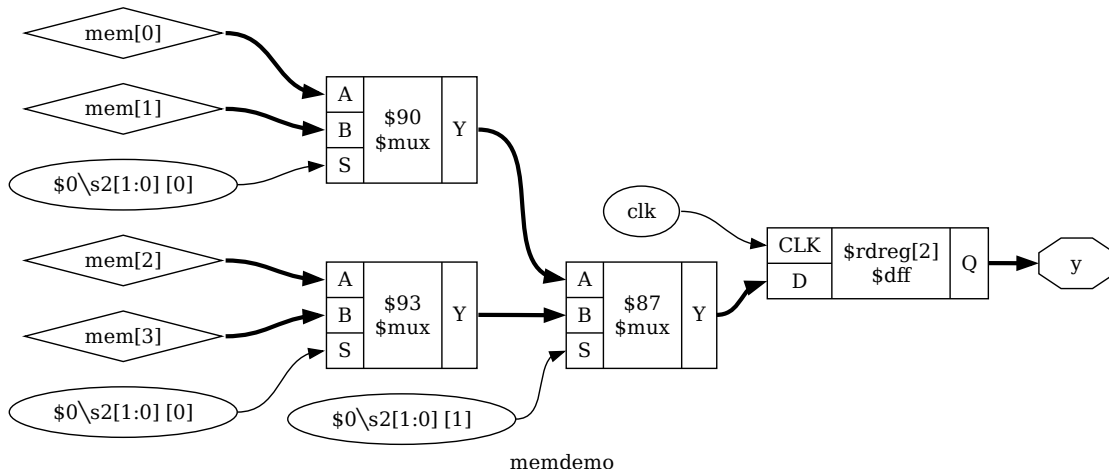 mem[0]
mem[1]
$0\s2[1:0] [0]
A
B
S
$90
$mux
Y
mem[2]
mem[3]
$0\s2[1:0] [0]
A
B
S
$93
$mux
Y
$0\s2[1:0] [1]
A
B
S
$87
$mux
Y
clk
CLK
D
$rdreg[2]
$dff
Q
y
memdemo